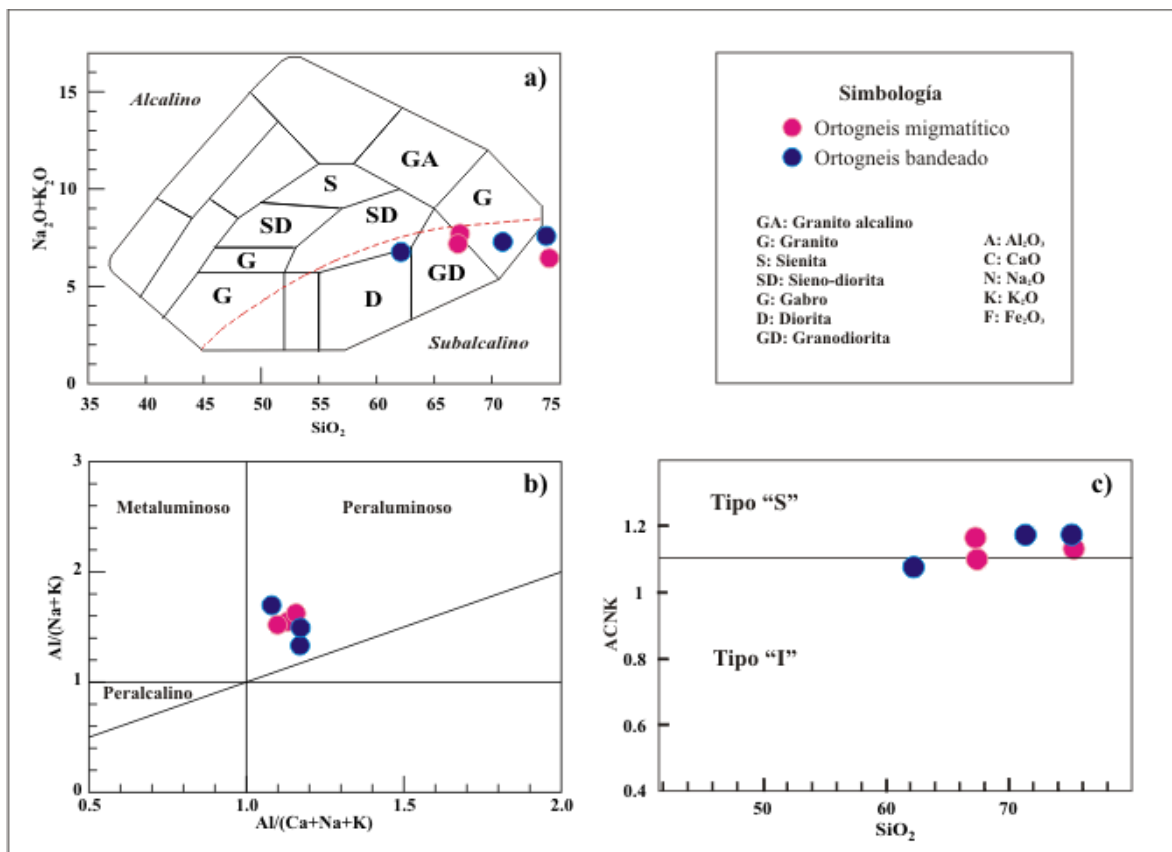 a)
Alcalino
GA
S
G
SD
SD
G
GD
G
D
Subalcalino
Na₂O+K₂O
15
10
5
0
35 40 45 50 55 60 65 70 75
SiO₂
Simbología
Ortogneis migmatítico
Ortogneis bandeado
GA: Granito alcalino
G: Granito
S: Sienita
SD: Sieno-diorita
G: Gabro
D: Diorita
GD: Granodiorita
A: Al₂O₃
C: CaO
N: Na₂O
K: K₂O
F: Fe₂O₃
b)
Metaluminoso
Peraluminoso
Peralcalino
Al/(Na+K)
3
2
1
0
0.5 1.0 1.5 2.0
Al/(Ca+Na+K)
c)
Tipo “S”
Tipo “I”
ACNK
1.2
1
0.8
0.6
0.4
50 60 70
SiO₂